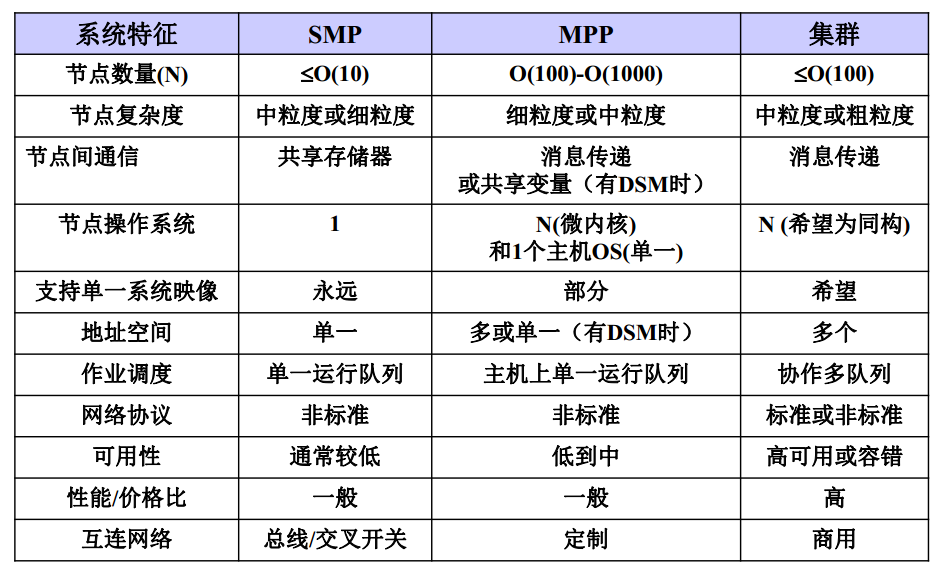 系统特征 SMP MPP 集群
节点数量(N) ≤O(10) O(100)-O(1000) ≤O(100)
节点复杂度 中粒度或细粒度 细粒度或中粒度 中粒度或粗粒度
节点间通信 共享存储器 消息传递 消息传递
或共享变量（有DSM时）
节点操作系统 1 N(微内核) N (希望为同构)
和1个主机OS(单一)
支持单一系统映像 永远 部分 希望
地址空间 单一 多或单一（有DSM时） 多个
作业调度 单一运行队列 主机上单一运行队列 协作多队列
网络协议 非标准 非标准 标准或非标准
可用性 通常较低 低到中 高可用或容错
性能/价格比 一般 一般 高
互连网络 总线/交叉开关 定制 商用